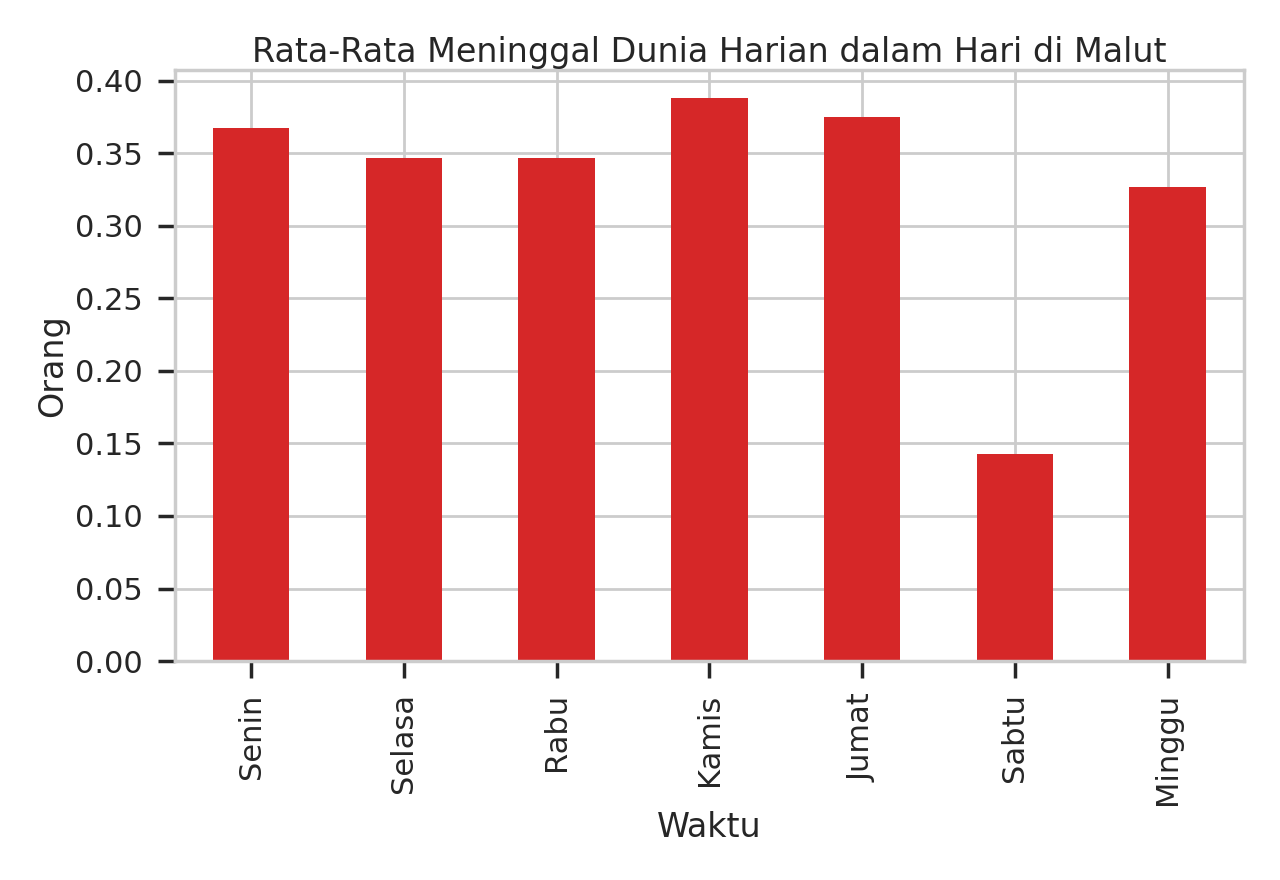 Rata-Rata Meninggal Dunia Harian dalam Hari di Malut
0.40
0.35
0.30
0.25
0.20
0.15
0.10
0.05
0.00
Orang
Senin
Selasa
Rabu
Kamis
Jumat
Sabtu
Minggu
Waktu